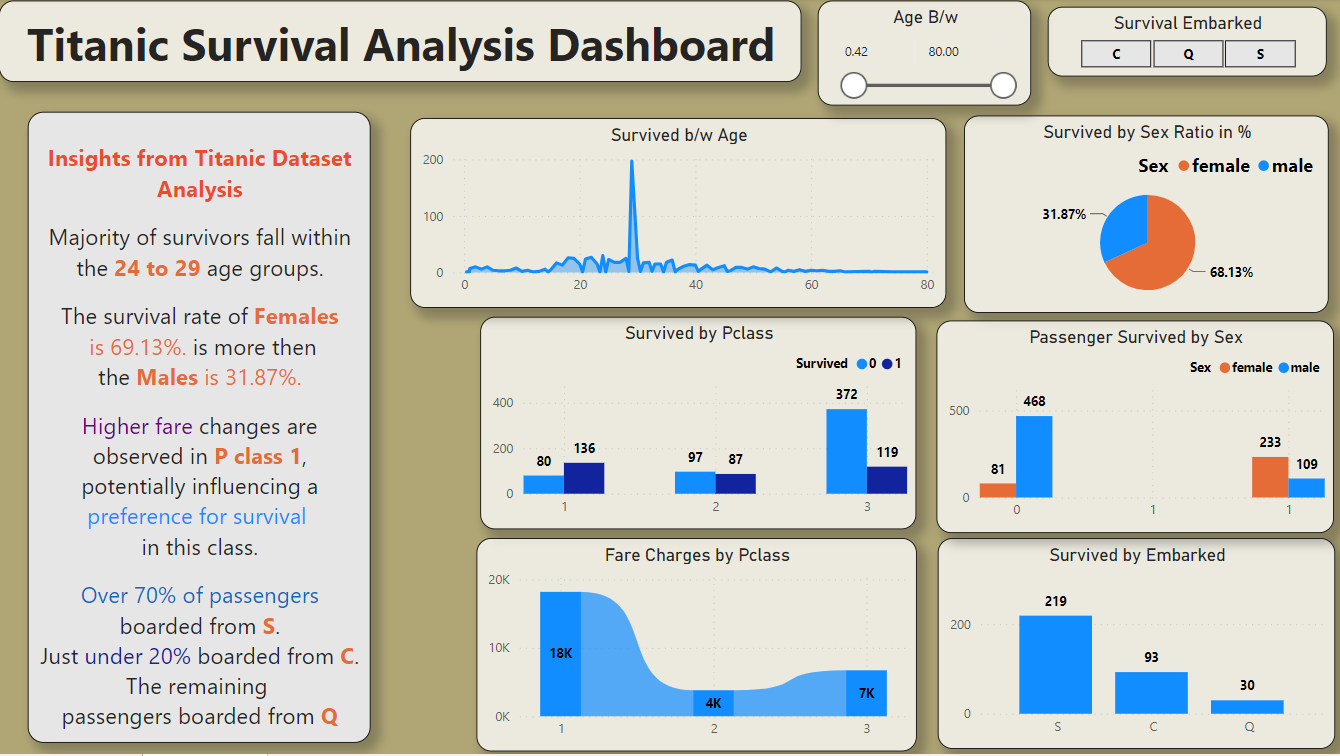 Titanic Survival Analysis Dashboard
Age B/w
0.42 80.00
Survival Embarked
C Q S
Insights from Titanic Dataset
Analysis
Majority of survivors fall within
the 24 to 29 age groups.
The survival rate of Females
is 69.13%. is more then
the Males is 31.87%.
Higher fare changes are
observed in P class 1,
potentially influencing a
preference for survival
in this class.
Over 70% of passengers
boarded from S.
Just under 20% boarded from C.
The remaining
passengers boarded from Q
Survived b/w Age
200
100
0
0 20 40 60 80
Survived by Sex Ratio in %
Sex female male
31.87%
68.13%
Survived by Pclass
Survived 0 1
400
200
0
80 136 97 87 372 119
1 2 3
Passenger Survived by Sex
Sex female male
500
0
81 468 233 109
0 1 1
Fare Charges by Pclass
20K
10K
0K
18K 4K 7K
1 2 3
Survived by Embarked
200
0
219 93 30
S C Q